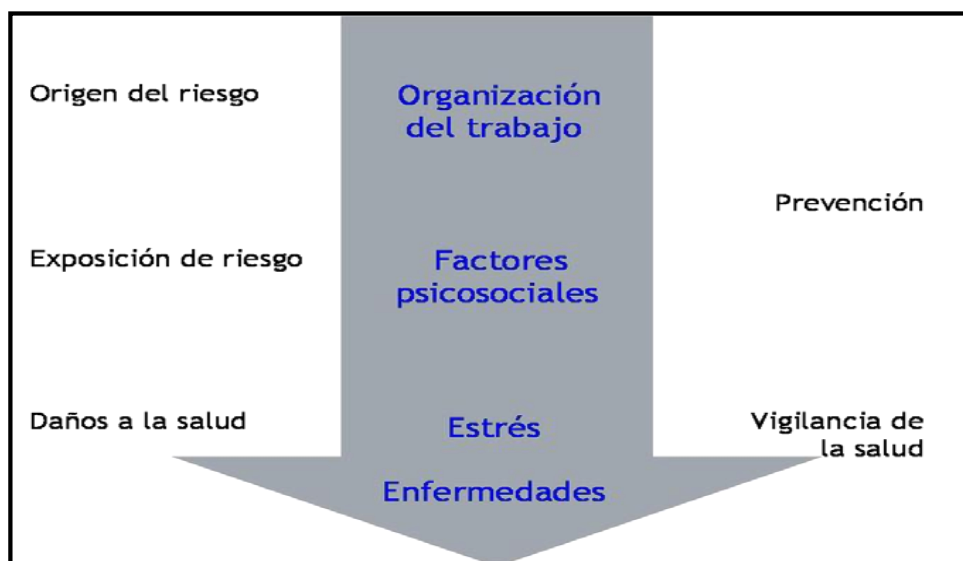 Origen del riesgo
Organización
del trabajo
Prevención
Exposición de riesgo
Factores
psicosociales
Daños a la salud
Estrés
Vigilancia de
la salud
Enfermedades